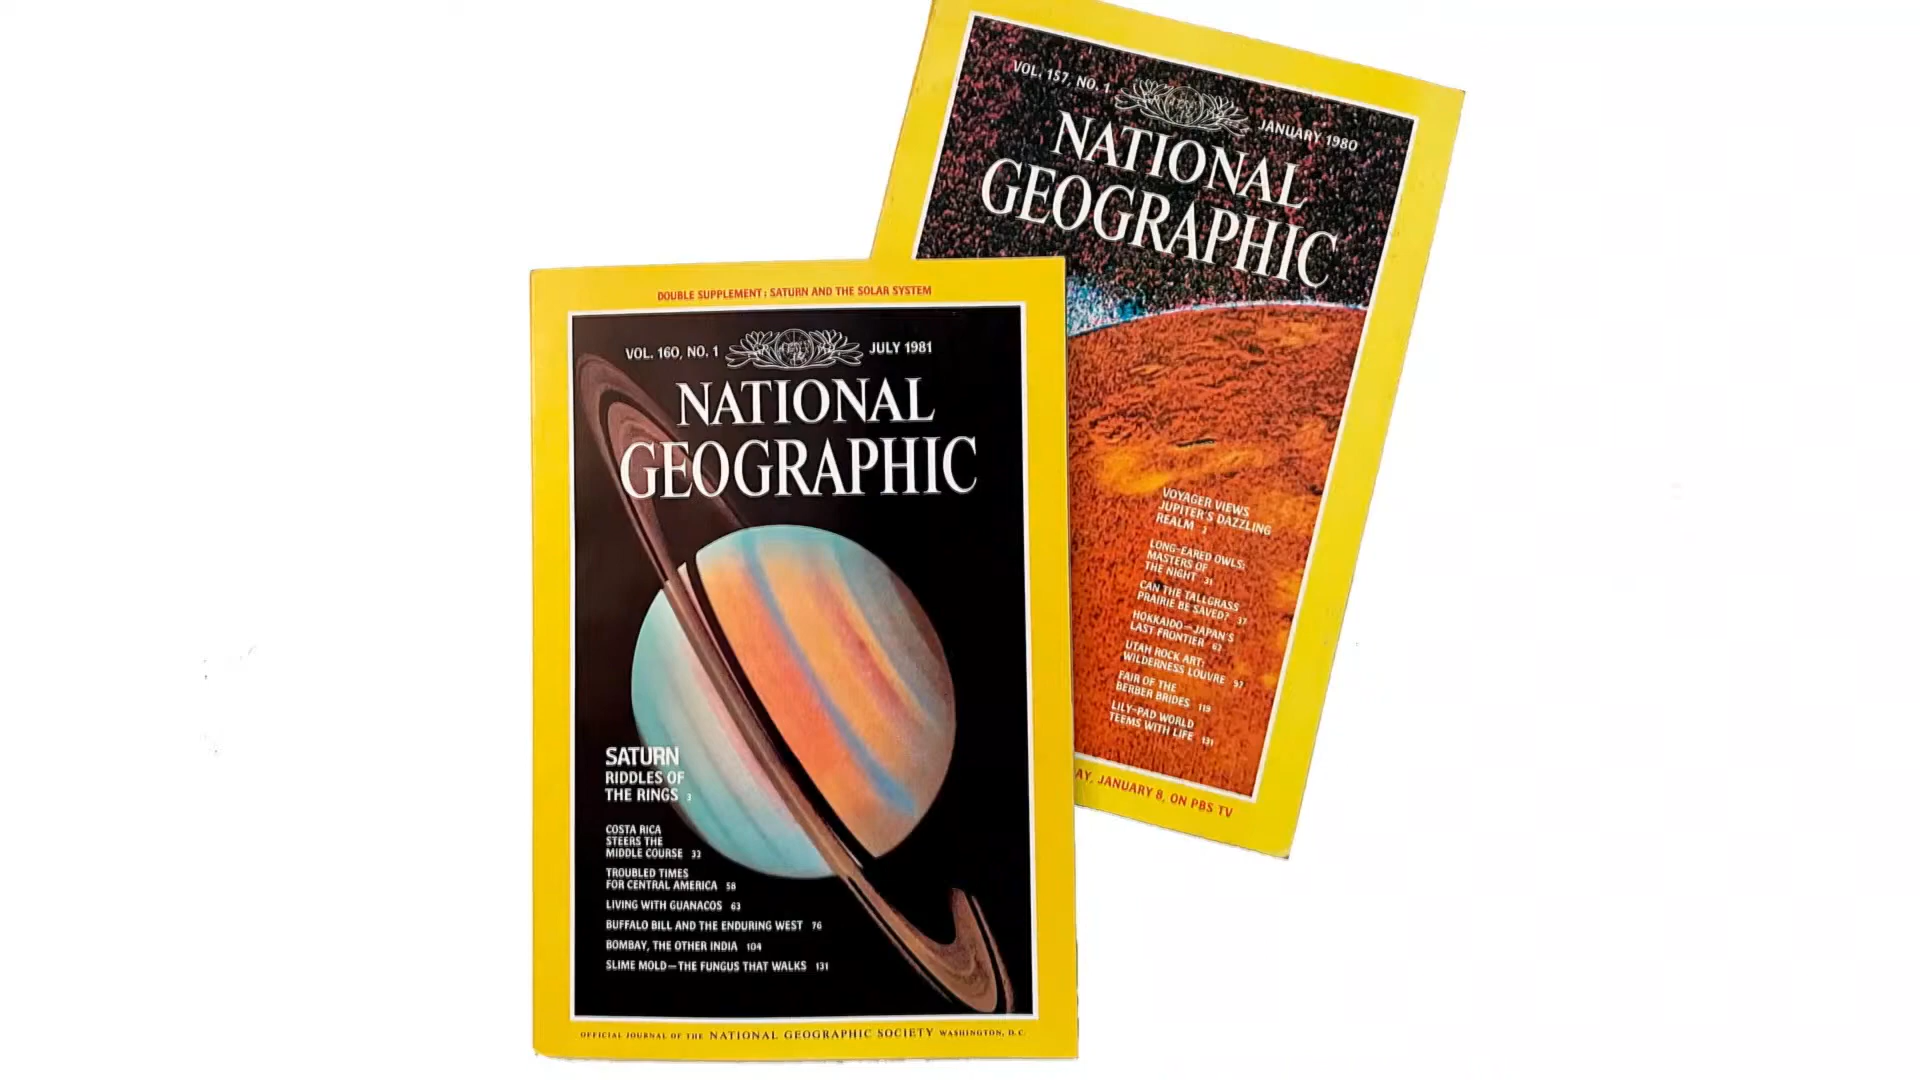 DOUBLE SUPPLEMENT: SATURN AND THE SOLAR SYSTEM
VOL. 160, NO. 1
JULY 1981
NATIONAL
GEOGRAPHIC
SATURN
RIDDLES OF
THE RINGS 3
COSTA RICA
STEERS THE
MIDDLE COURSE 33
TROUBLED TIMES
FOR CENTRAL AMERICA 58
LIVING WITH GUANACOS 63
BUFFALO BILL AND THE ENDURING WEST 76
BOMBAY, THE OTHER INDIA 104
SLIME MOLD—THE FUNGUS THAT WALKS 131
OFFICIAL JOURNAL OF THE NATIONAL GEOGRAPHIC SOCIETY WASHINGTON, D.C.
VOL. 157, NO. 1
JANUARY 1980
NATIONAL
GEOGRAPHIC
VOYAGER VIEWS
JUPITER'S DAZZLING
REALM
LONG-EARED OWLS:
MASTERS OF
THE NIGHT 31
CAN THE TALLGRASS
PRAIRIE BE SAVED? 37
HOKKAIDO—JAPAN'S
LAST FRONTIER 62
UTAH ROCK ART:
WILDERNESS LOUVRE 97
FAIR OF THE
BERBER BRIDES 119
LILY-PAD WORLD
TEEMS WITH LIFE 131
AY, JANUARY 8, ON PBS TV